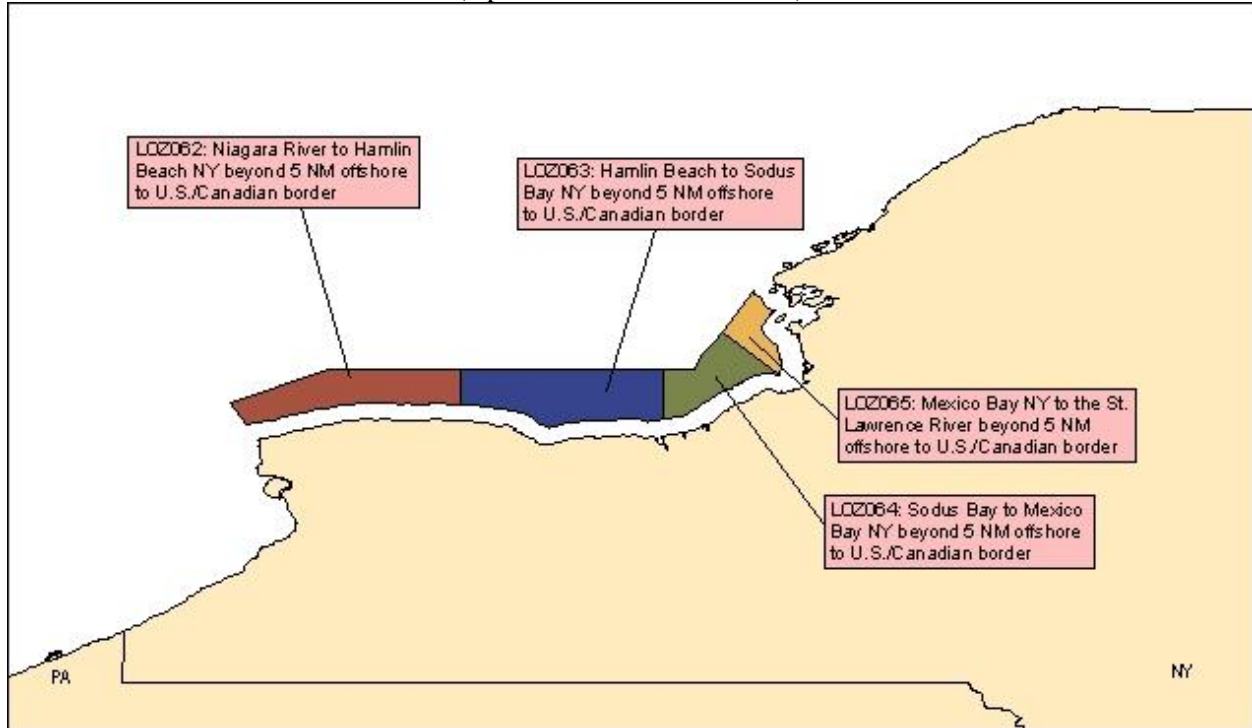 LOZ062: Niagara River to Hamlin
Beach NY beyond 5 NM offshore
to U.S./Canadian border
LOZ063: Hamlin Beach to Sodus
Bay NY beyond 5 NM offshore
to U.S./Canadian border
LOZ065: Mexico Bay NY to the St.
Lawrence River beyond 5 NM
offshore to U.S./Canadian border
LOZ064: Sodus Bay to Mexico
Bay NY beyond 5 NM offshore
to U.S./Canadian border
PA
NY